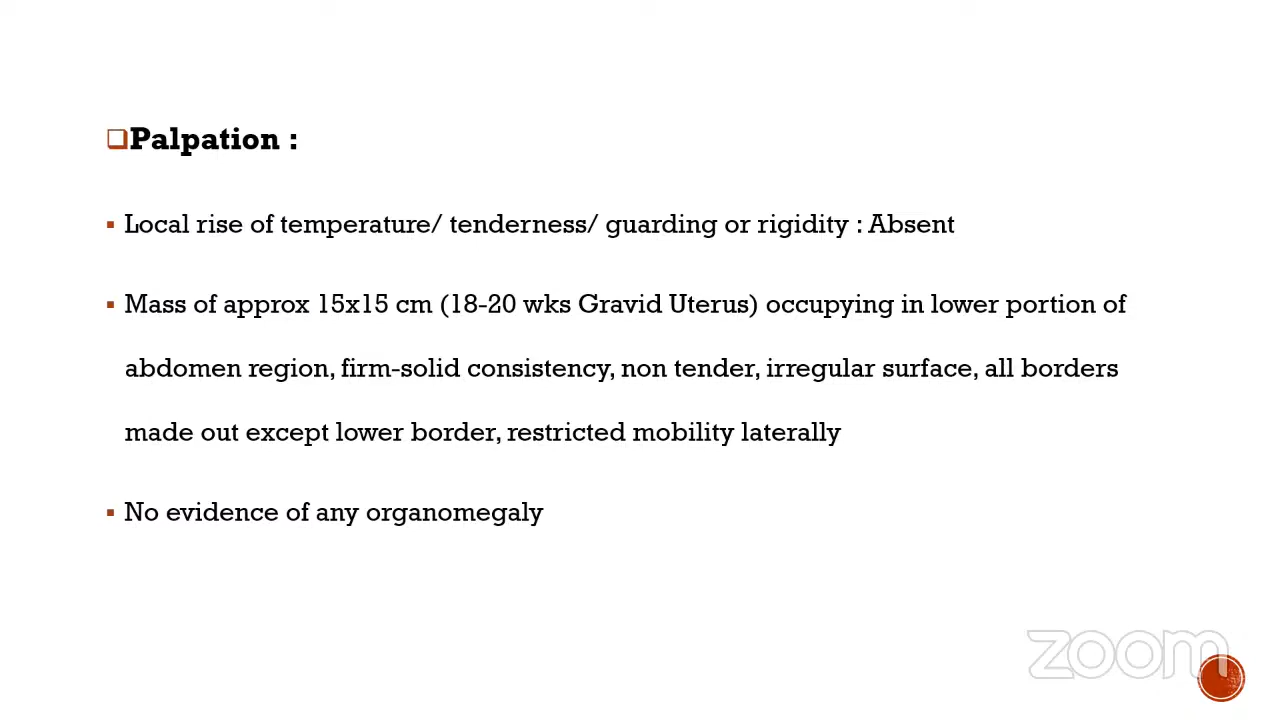 Palpation :
Local rise of temperature/ tenderness/ guarding or rigidity : Absent
Mass of approx 15x15 cm (18-20 wks Gravid Uterus) occupying in lower portion of
abdomen region, firm-solid consistency, non tender, irregular surface, all borders
made out except lower border, restricted mobility laterally
No evidence of any organomegaly
zoom